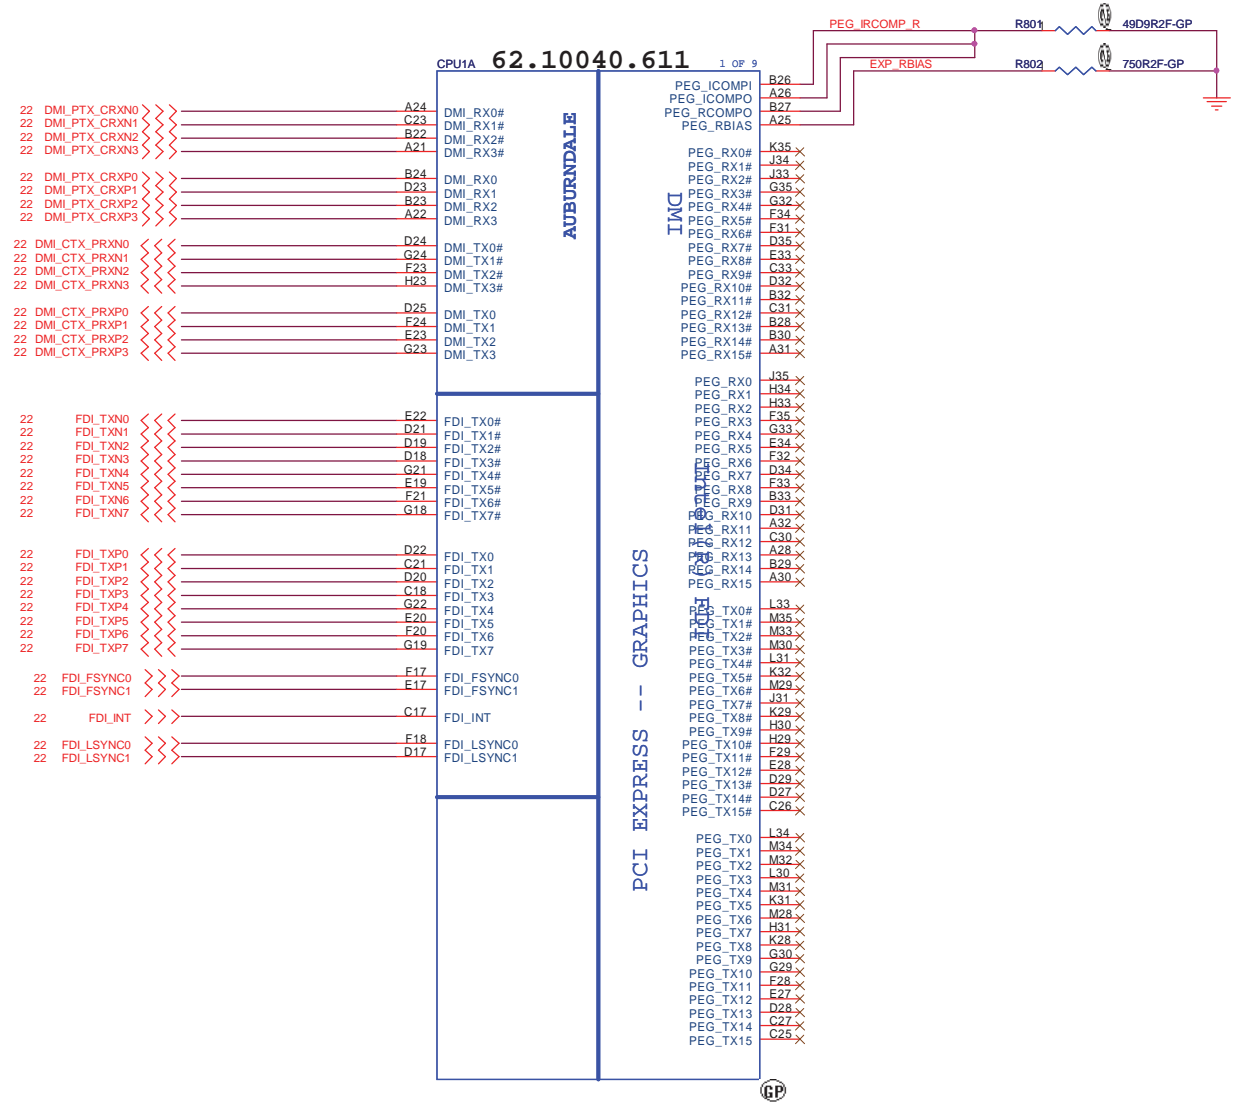 PEG_IRCOMP_R R801 49D9R2F-GP
EXP_RBIAS R802 750R2F-GP
CPU1A 62.10040.611 1 OF 9
AUBURNDALE
DMI
PCI EXPRESS -- GRAPHICS
22 DMI_PTX_CRXN0 A24 DMI_RX0#
22 DMI_PTX_CRXN1 C23 DMI_RX1#
22 DMI_PTX_CRXN2 B22 DMI_RX2#
22 DMI_PTX_CRXN3 A21 DMI_RX3#
22 DMI_PTX_CRXP0 B24 DMI_RX0
22 DMI_PTX_CRXP1 D23 DMI_RX1
22 DMI_PTX_CRXP2 B23 DMI_RX2
22 DMI_PTX_CRXP3 A22 DMI_RX3
22 DMI_CTX_PRXN0 D24 DMI_TX0#
22 DMI_CTX_PRXN1 G24 DMI_TX1#
22 DMI_CTX_PRXN2 F23 DMI_TX2#
22 DMI_CTX_PRXN3 H23 DMI_TX3#
22 DMI_CTX_PRXP0 D25 DMI_TX0
22 DMI_CTX_PRXP1 F24 DMI_TX1
22 DMI_CTX_PRXP2 E23 DMI_TX2
22 DMI_CTX_PRXP3 G23 DMI_TX3
22 FDI_TXN0 E22 FDI_TX0#
22 FDI_TXN1 D21 FDI_TX1#
22 FDI_TXN2 D19 FDI_TX2#
22 FDI_TXN3 D18 FDI_TX3#
22 FDI_TXN4 G21 FDI_TX4#
22 FDI_TXN5 E19 FDI_TX5#
22 FDI_TXN6 F21 FDI_TX6#
22 FDI_TXN7 G18 FDI_TX7#
22 FDI_TXP0 D22 FDI_TX0
22 FDI_TXP1 C21 FDI_TX1
22 FDI_TXP2 D20 FDI_TX2
22 FDI_TXP3 C18 FDI_TX3
22 FDI_TXP4 G22 FDI_TX4
22 FDI_TXP5 E20 FDI_TX5
22 FDI_TXP6 F20 FDI_TX6
22 FDI_TXP7 G19 FDI_TX7
22 FDI_FSYNC0 F17 FDI_FSYNC0
22 FDI_FSYNC1 E17 FDI_FSYNC1
22 FDI_INT C17 FDI_INT
22 FDI_LSYNC0 F18 FDI_LSYNC0
22 FDI_LSYNC1 D17 FDI_LSYNC1
PEG_ICOMPI B26
PEG_ICOMPO A26
PEG_RCOMPO B27
PEG_RBIAS A25
PEG_RX0# K35
PEG_RX1# J34
PEG_RX2# J33
PEG_RX3# G35
PEG_RX4# G32
PEG_RX5# F34
PEG_RX6# F31
PEG_RX7# D35
PEG_RX8# E33
PEG_RX9# C33
PEG_RX10# D32
PEG_RX11# B32
PEG_RX12# C31
PEG_RX13# B28
PEG_RX14# B30
PEG_RX15# A31
PEG_RX0 J35
PEG_RX1 H34
PEG_RX2 H33
PEG_RX3 F35
PEG_RX4 G33
PEG_RX5 E34
PEG_RX6 F32
PEG_RX7 D34
PEG_RX8 F33
PEG_RX9 B33
PEG_RX10 D31
PEG_RX11 A32
PEG_RX12 C30
PEG_RX13 A28
PEG_RX14 B29
PEG_RX15 A30
PEG_TX0# L33
PEG_TX1# M35
PEG_TX2# M33
PEG_TX3# M30
PEG_TX4# L31
PEG_TX5# K32
PEG_TX6# M29
PEG_TX7# J31
PEG_TX8# K29
PEG_TX9# H30
PEG_TX10# H29
PEG_TX11# F29
PEG_TX12# E28
PEG_TX13# D29
PEG_TX14# D27
PEG_TX15# C26
PEG_TX0 L34
PEG_TX1 M34
PEG_TX2 M32
PEG_TX3 L30
PEG_TX4 M31
PEG_TX5 K31
PEG_TX6 M28
PEG_TX7 H31
PEG_TX8 K28
PEG_TX9 G30
PEG_TX10 G29
PEG_TX11 F28
PEG_TX12 E27
PEG_TX13 D28
PEG_TX14 C27
PEG_TX15 C25
GP